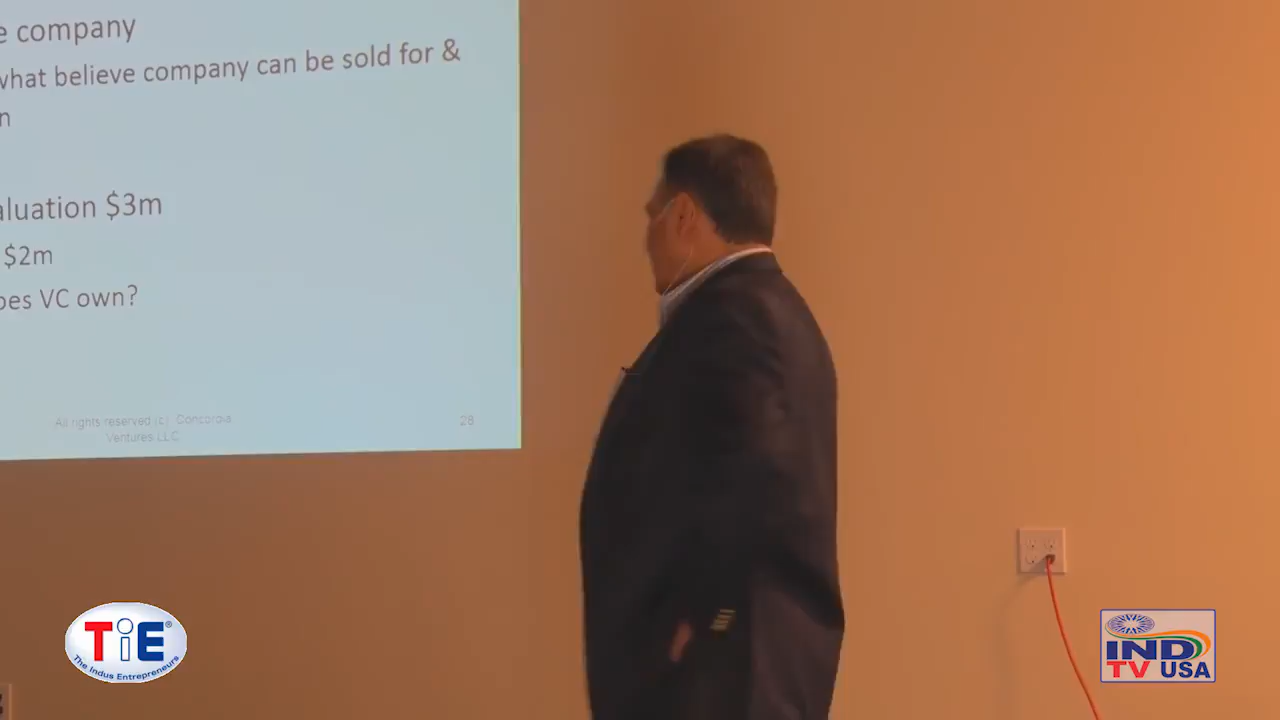 e company
what believe company can be sold for &
n
aluation $3m
$2m
oes VC own?
All rights reserved (c) Concordia
Ventures LLC
28
TiE®
The Indus Entrepreneurs
IND
TV USA